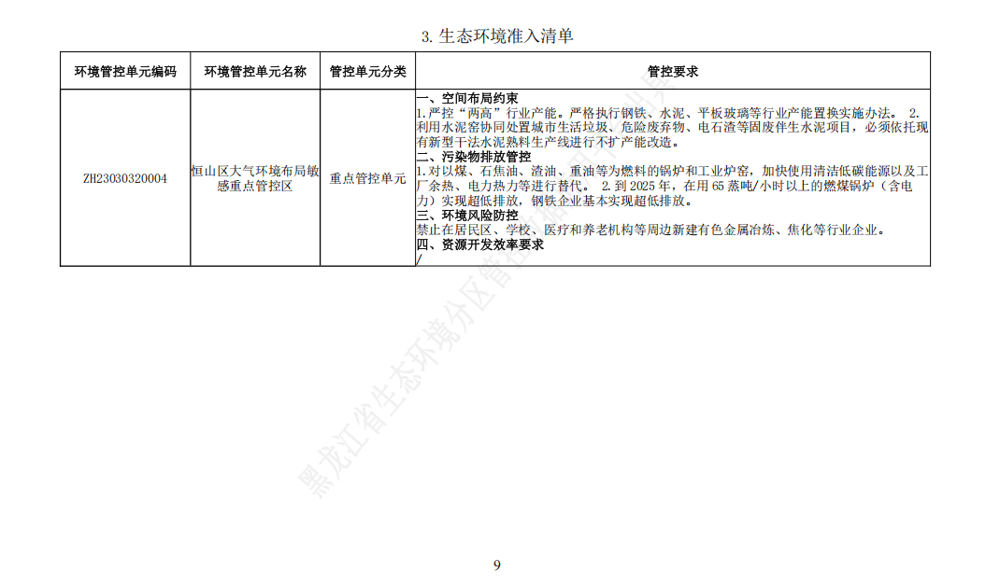 3. 生态环境准入清单
环境管控单元编码 环境管控单元名称 管控单元分类 管控要求
ZH23030320004
恒山区大气环境布局敏
感重点管控区
重点管控单元
一、空间布局约束
1.严控“两高”行业产能。严格执行钢铁、水泥、平板玻璃等行业产能置换实施办法。 2.
利用水泥窑协同处置城市生活垃圾、危险废弃物、电石渣等固废伴生水泥项目，必须依托现
有新型干法水泥熟料生产线进行不扩产能改造。
二、污染物排放管控
1.对以煤、石焦油、渣油、重油等为燃料的锅炉和工业炉窑，加快使用清洁低碳能源以及工
厂余热、电力热力等进行替代。 2.到 2025 年，在用 65 蒸吨/小时以上的燃煤锅炉（含电
力）实现超低排放，钢铁企业基本实现超低排放。
三、环境风险防控
禁止在居民区、学校、医疗和养老机构等周边新建有色金属冶炼、焦化等行业企业。
四、资源开发效率要求
/
黑龙江省生态环境分区管控数据应用平台出具
9